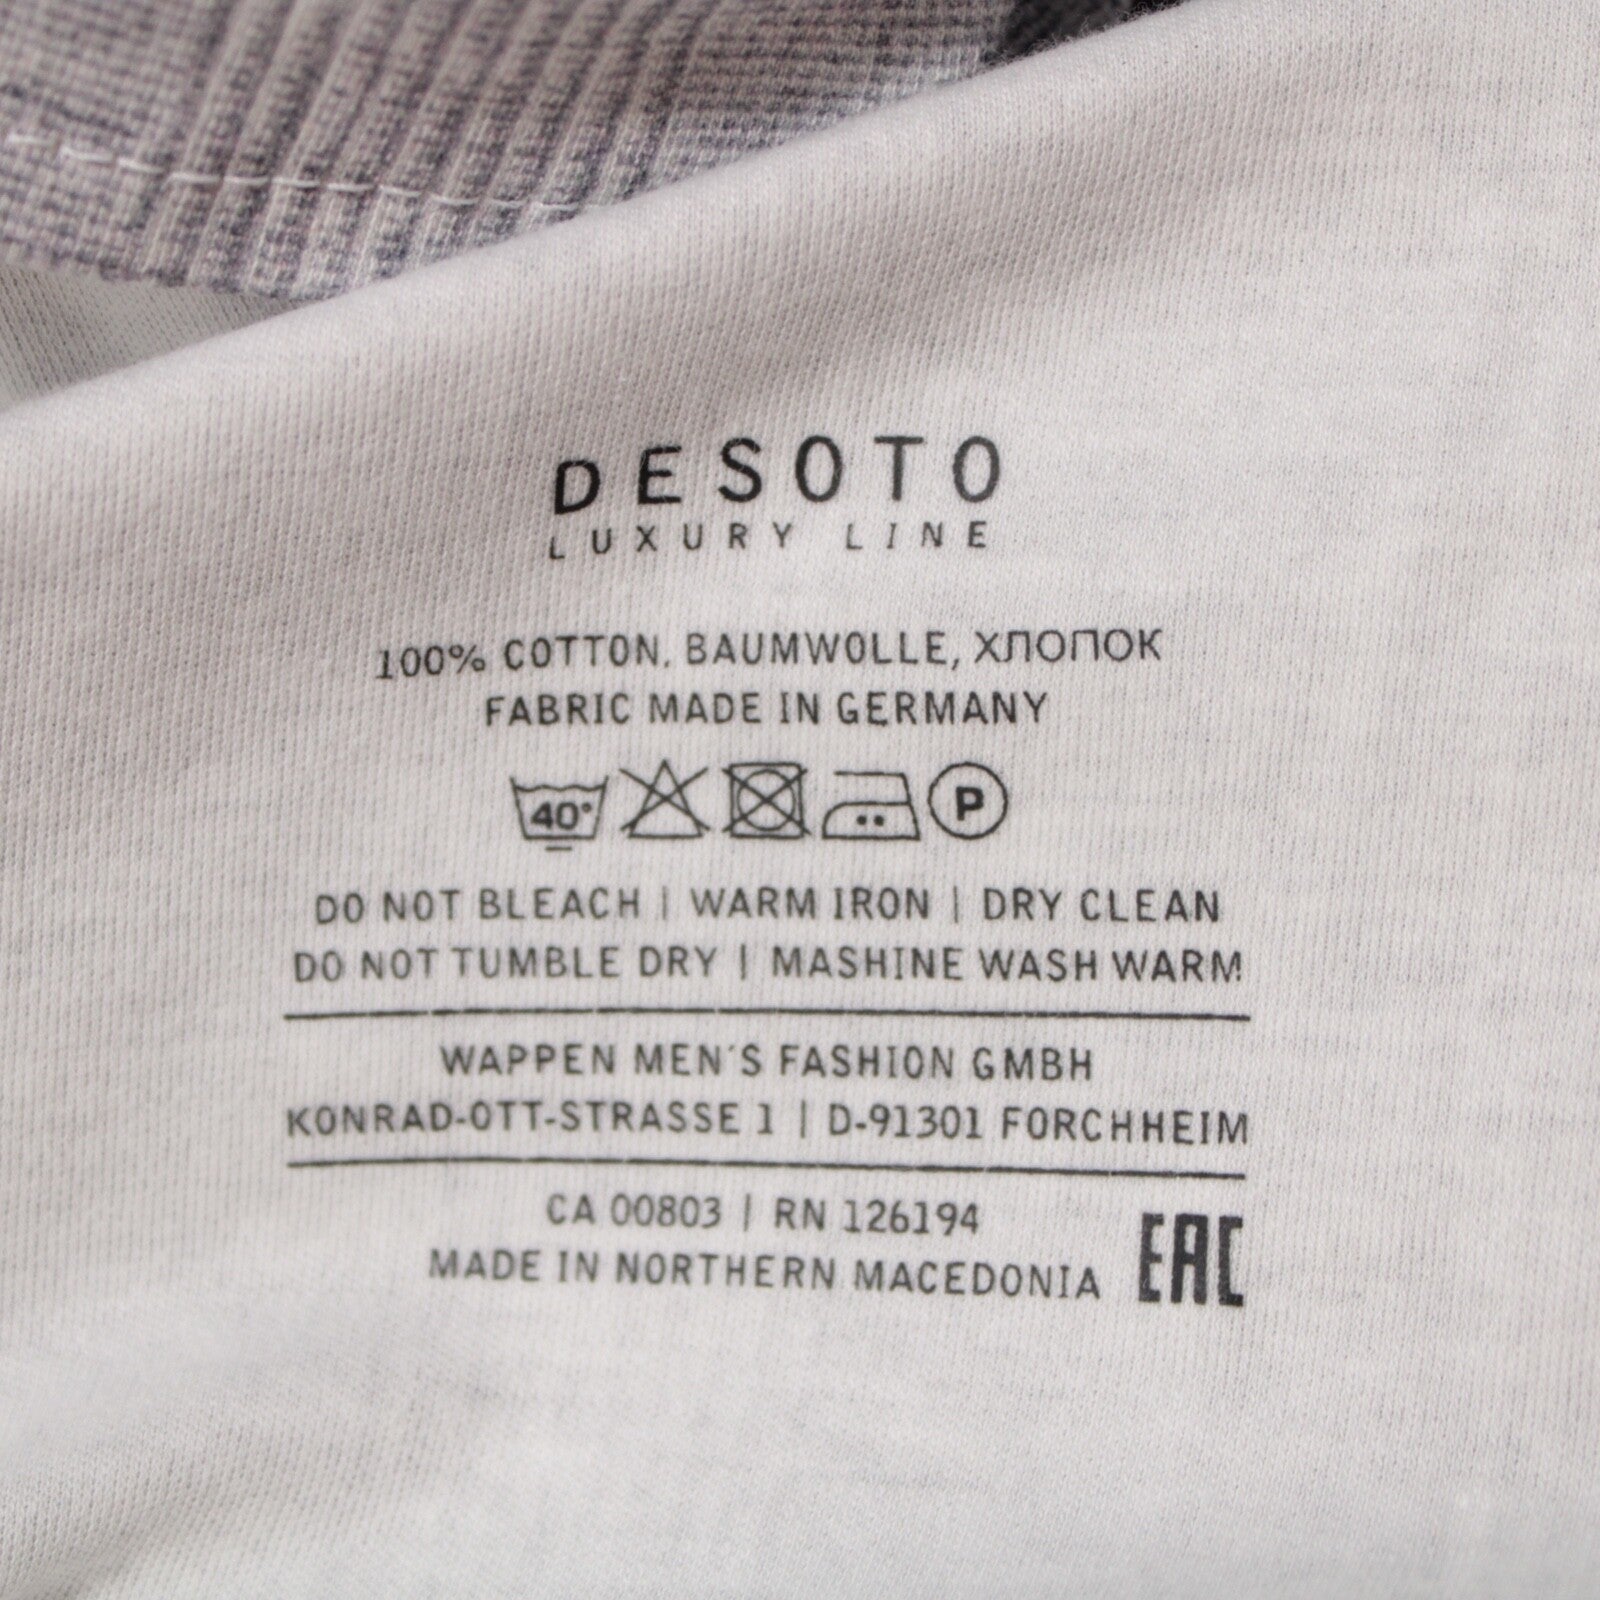 DESOTO
LUXURY LINE
100% COTTON, BAUMWOLLE, ХЛОПОК
FABRIC MADE IN GERMANY
40°
P
DO NOT BLEACH | WARM IRON | DRY CLEAN
DO NOT TUMBLE DRY | MASHINE WASH WARM
WAPPEN MEN´S FASHION GMBH
KONRAD-OTT-STRASSE 1 | D-91301 FORCHHEIM
CA 00803 | RN 126194
MADE IN NORTHERN MACEDONIA
EAC